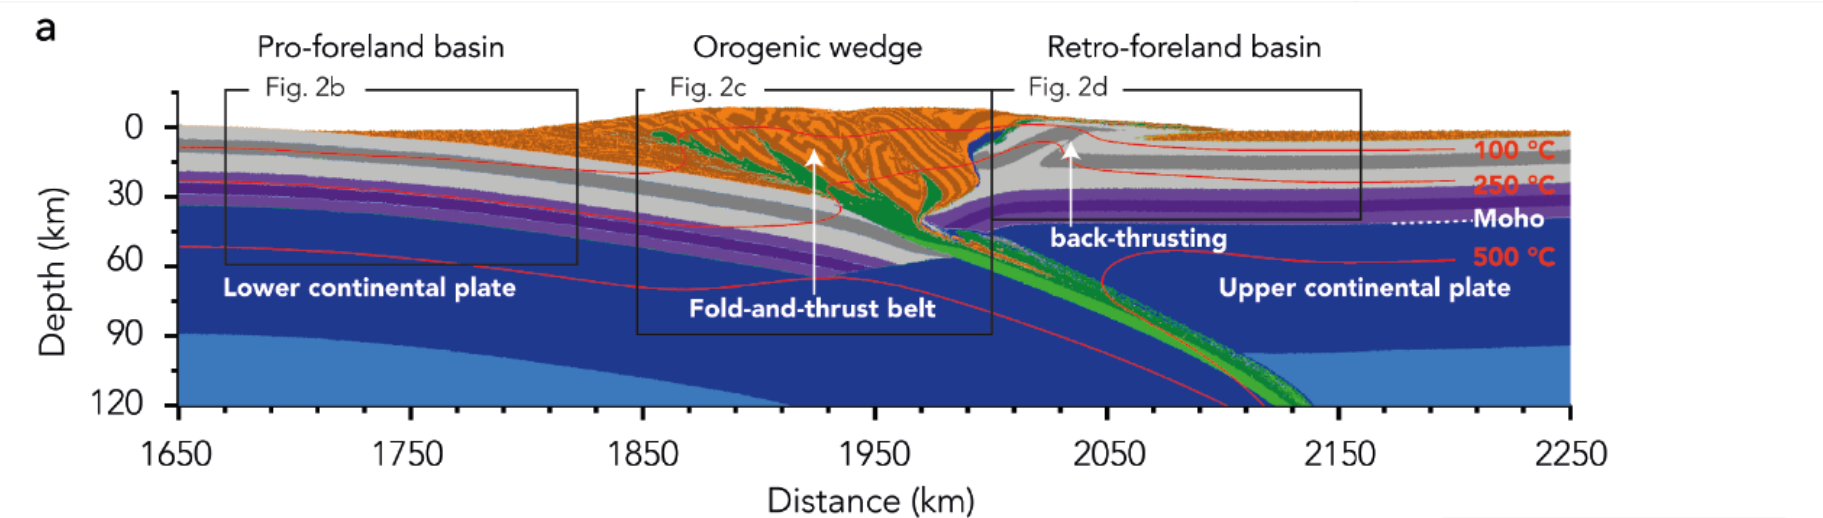 a
Pro-foreland basin
Orogenic wedge
Retro-foreland basin
Fig. 2b
Fig. 2c
Fig. 2d
0
30
60
90
120
Depth (km)
100 °C
250 °C
Moho
500 °C
back-thrusting
Lower continental plate
Fold-and-thrust belt
Upper continental plate
1650
1750
1850
1950
2050
2150
2250
Distance (km)